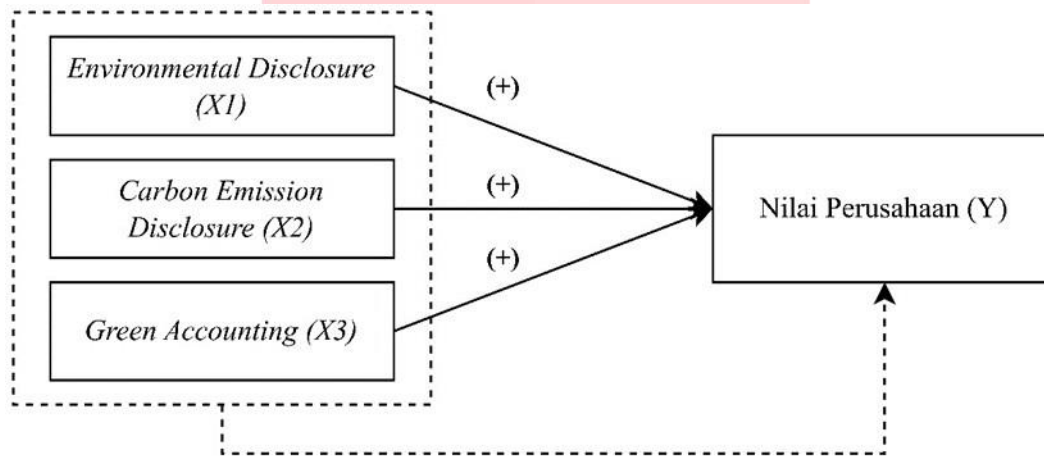 Environmental Disclosure
(X1)
(+)
Carbon Emission
Disclosure (X2)
(+)
Nilai Perusahaan (Y)
(+)
Green Accounting (X3)